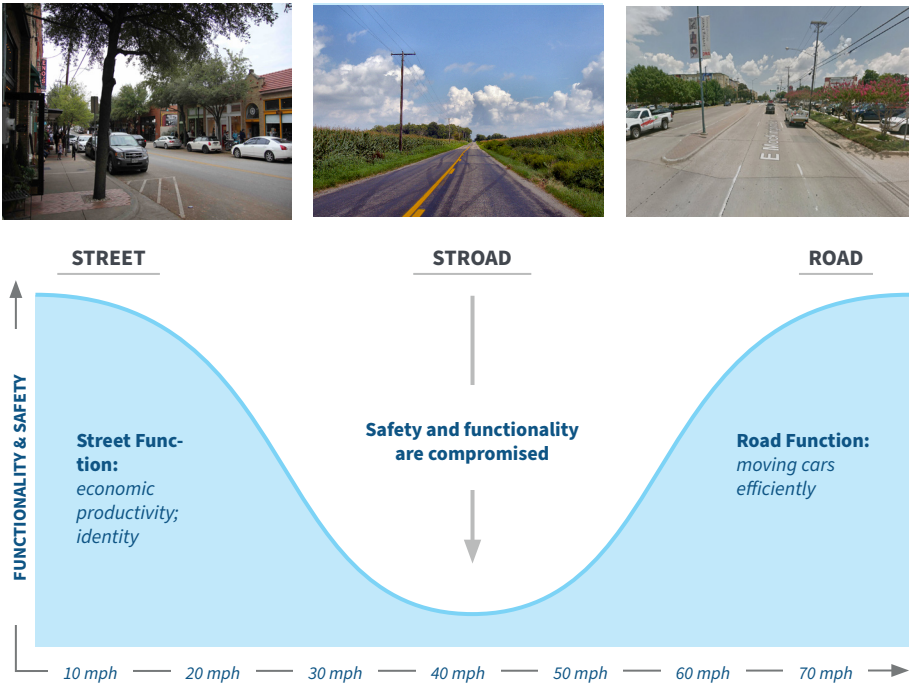 STREET
STROAD
ROAD
FUNCTIONALITY & SAFETY
Street Func-
tion:
economic
productivity;
identity
Safety and functionality
are compromised
Road Function:
moving cars
efficiently
10 mph
20 mph
30 mph
40 mph
50 mph
60 mph
70 mph